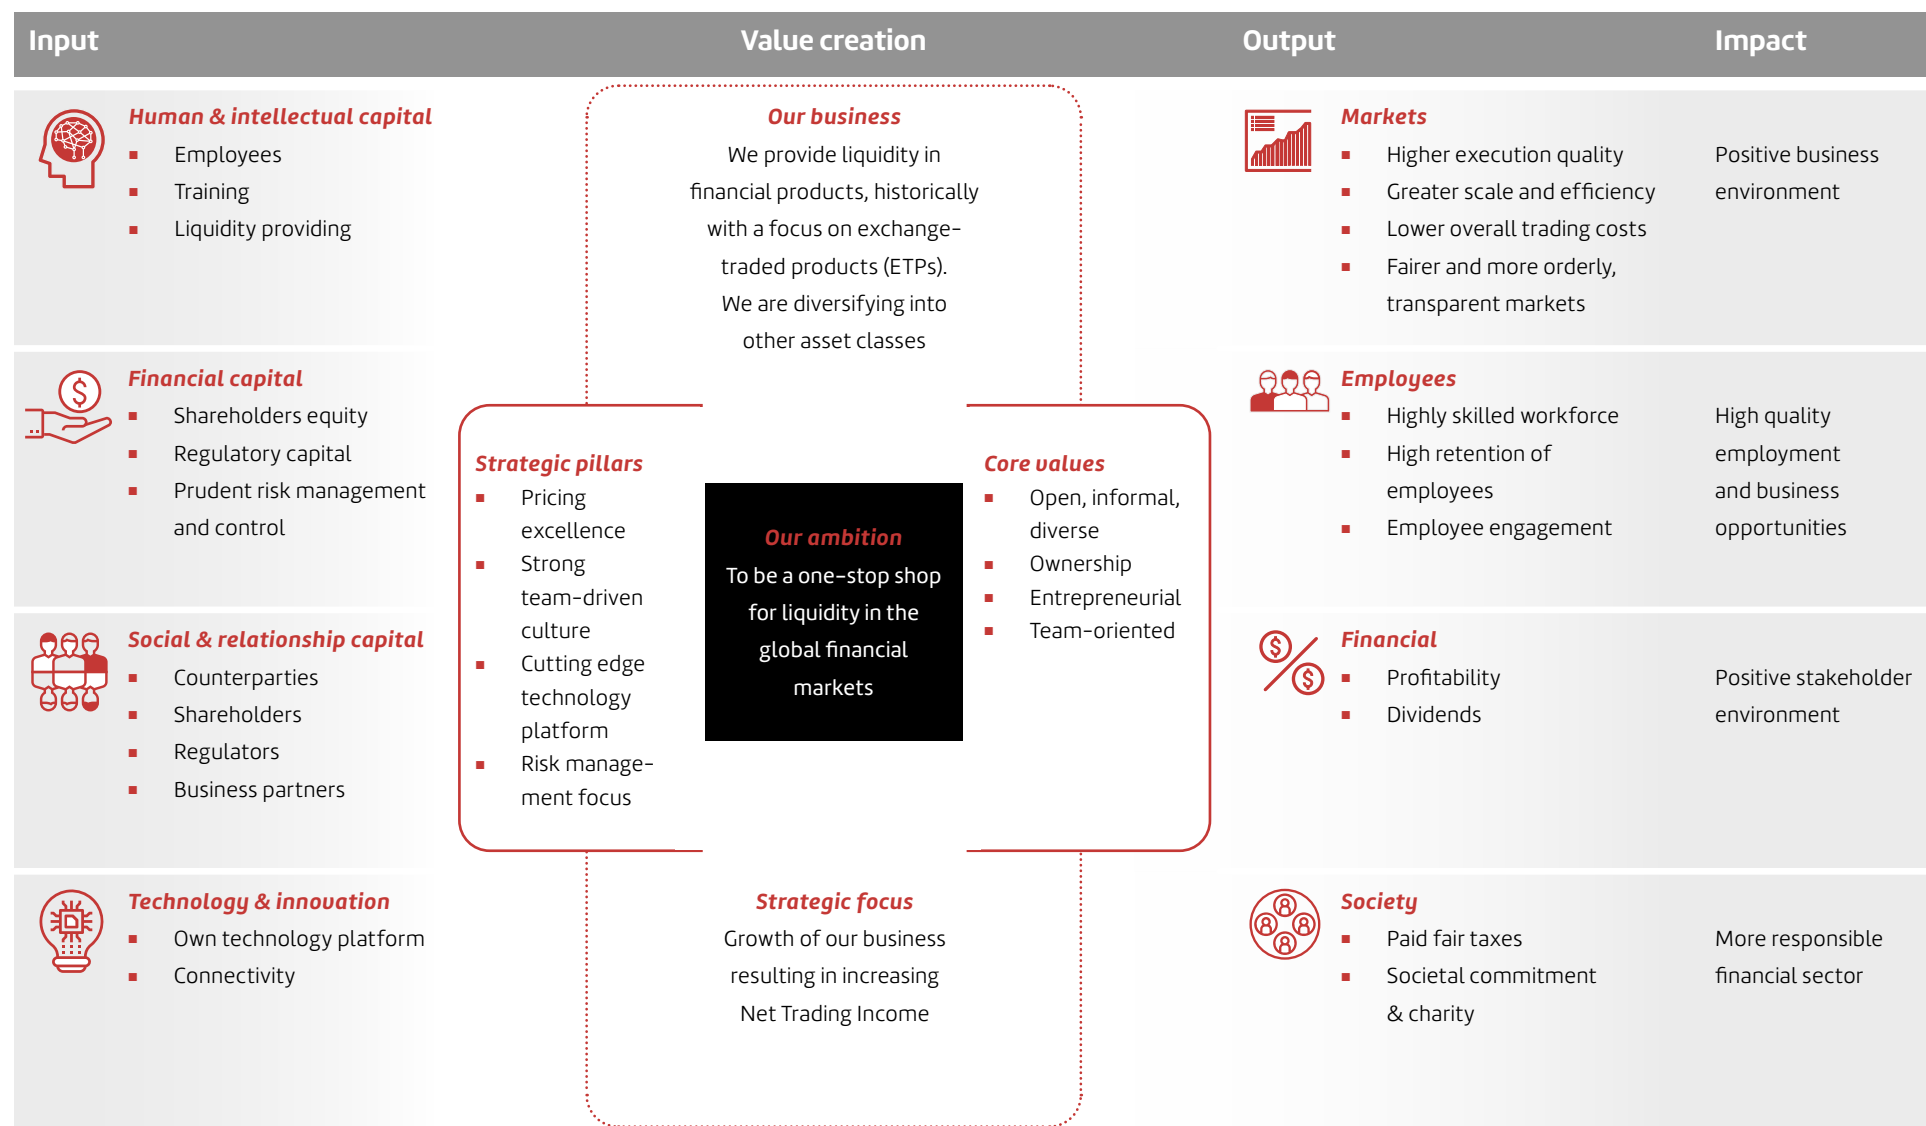 Input
Value creation
Output
Impact
Human & intellectual capital
Employees
Training
Liquidity providing
Financial capital
Shareholders equity
Regulatory capital
Prudent risk management
and control
Social & relationship capital
Counterparties
Shareholders
Regulators
Business partners
Technology & innovation
Own technology platform
Connectivity
Our business
We provide liquidity in
financial products, historically
with a focus on exchange-
traded products (ETPs).
We are diversifying into
other asset classes
Strategic pillars
Pricing
excellence
Strong
team-driven
culture
Cutting edge
technology
platform
Risk manage-
ment focus
Our ambition
To be a one-stop shop
for liquidity in the
global financial
markets
Core values
Open, informal,
diverse
Ownership
Entrepreneurial
Team-oriented
Strategic focus
Growth of our business
resulting in increasing
Net Trading Income
Markets
Higher execution quality
Greater scale and efficiency
Lower overall trading costs
Fairer and more orderly,
transparent markets
Positive business
environment
Employees
Highly skilled workforce
High retention of
employees
Employee engagement
High quality
employment
and business
opportunities
Financial
Profitability
Dividends
Positive stakeholder
environment
Society
Paid fair taxes
Societal commitment
& charity
More responsible
financial sector